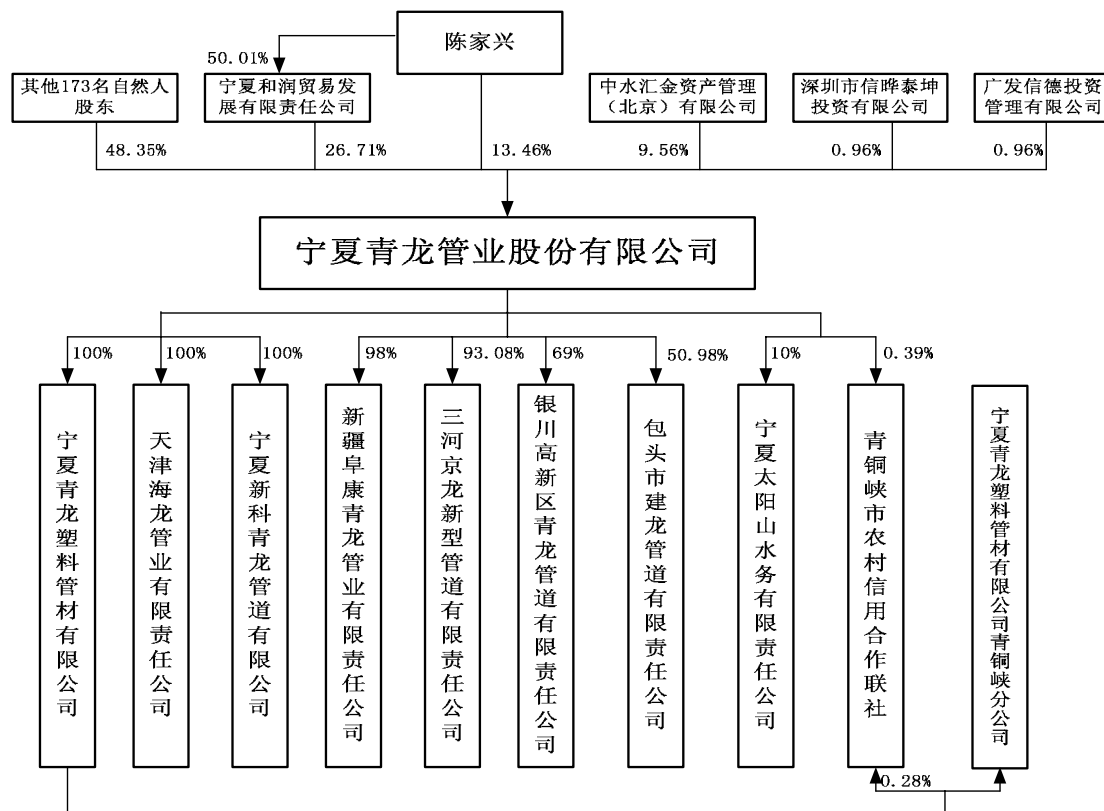 陈家兴
50.01%
其他173名自然人
股东
宁夏和润贸易发
展有限责任公司
中水汇金资产管理
（北京）有限公司
深圳市信晔泰坤
投资有限公司
广发信德投资
管理有限公司
48.35%
26.71%
13.46%
9.56%
0.96%
0.96%
宁夏青龙管业股份有限公司
100%
100%
100%
98%
93.08%
69%
50.98%
10%
0.39%
宁夏青龙塑料管材有限公司
天津海龙管业有限责任公司
宁夏新科青龙管道有限公司
新疆阜康青龙管业有限责任公司
三河京龙新型管道有限责任公司
银川高新区青龙管道有限责任公司
包头市建龙管道有限责任公司
宁夏太阳山水务有限责任公司
青铜峡市农村信用合作联社
宁夏青龙塑料管材有限公司青铜峡分公司
0.28%